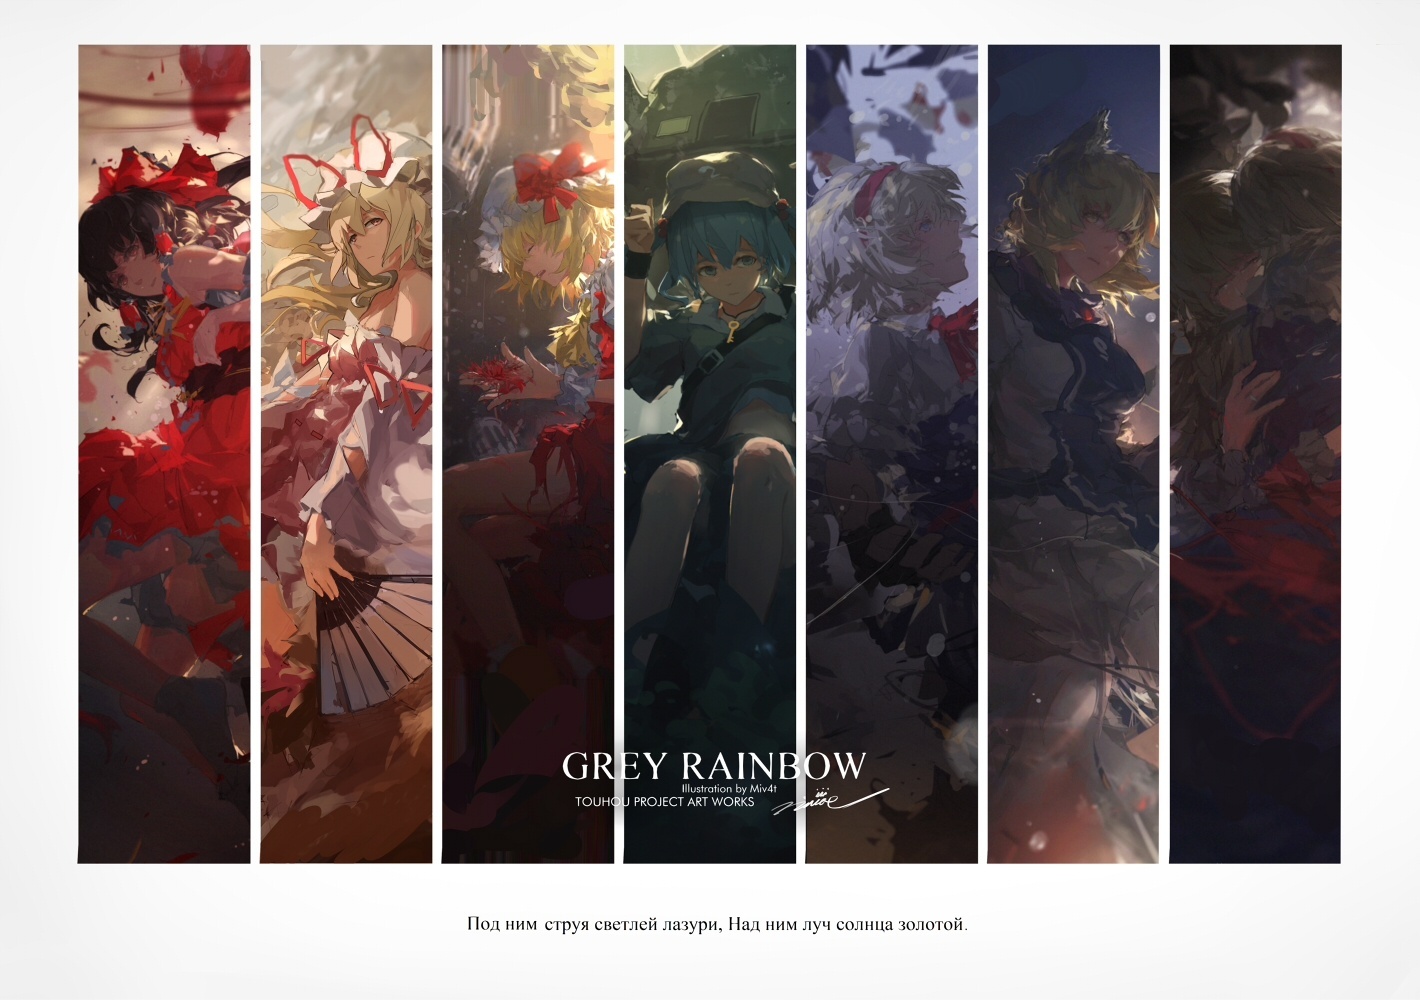 GREY RAINBOW
Illustration by Miv4t
TOUHOU PROJECT ART WORKS
Под ним струя светлей лазури, Над ним луч солнца золотой.